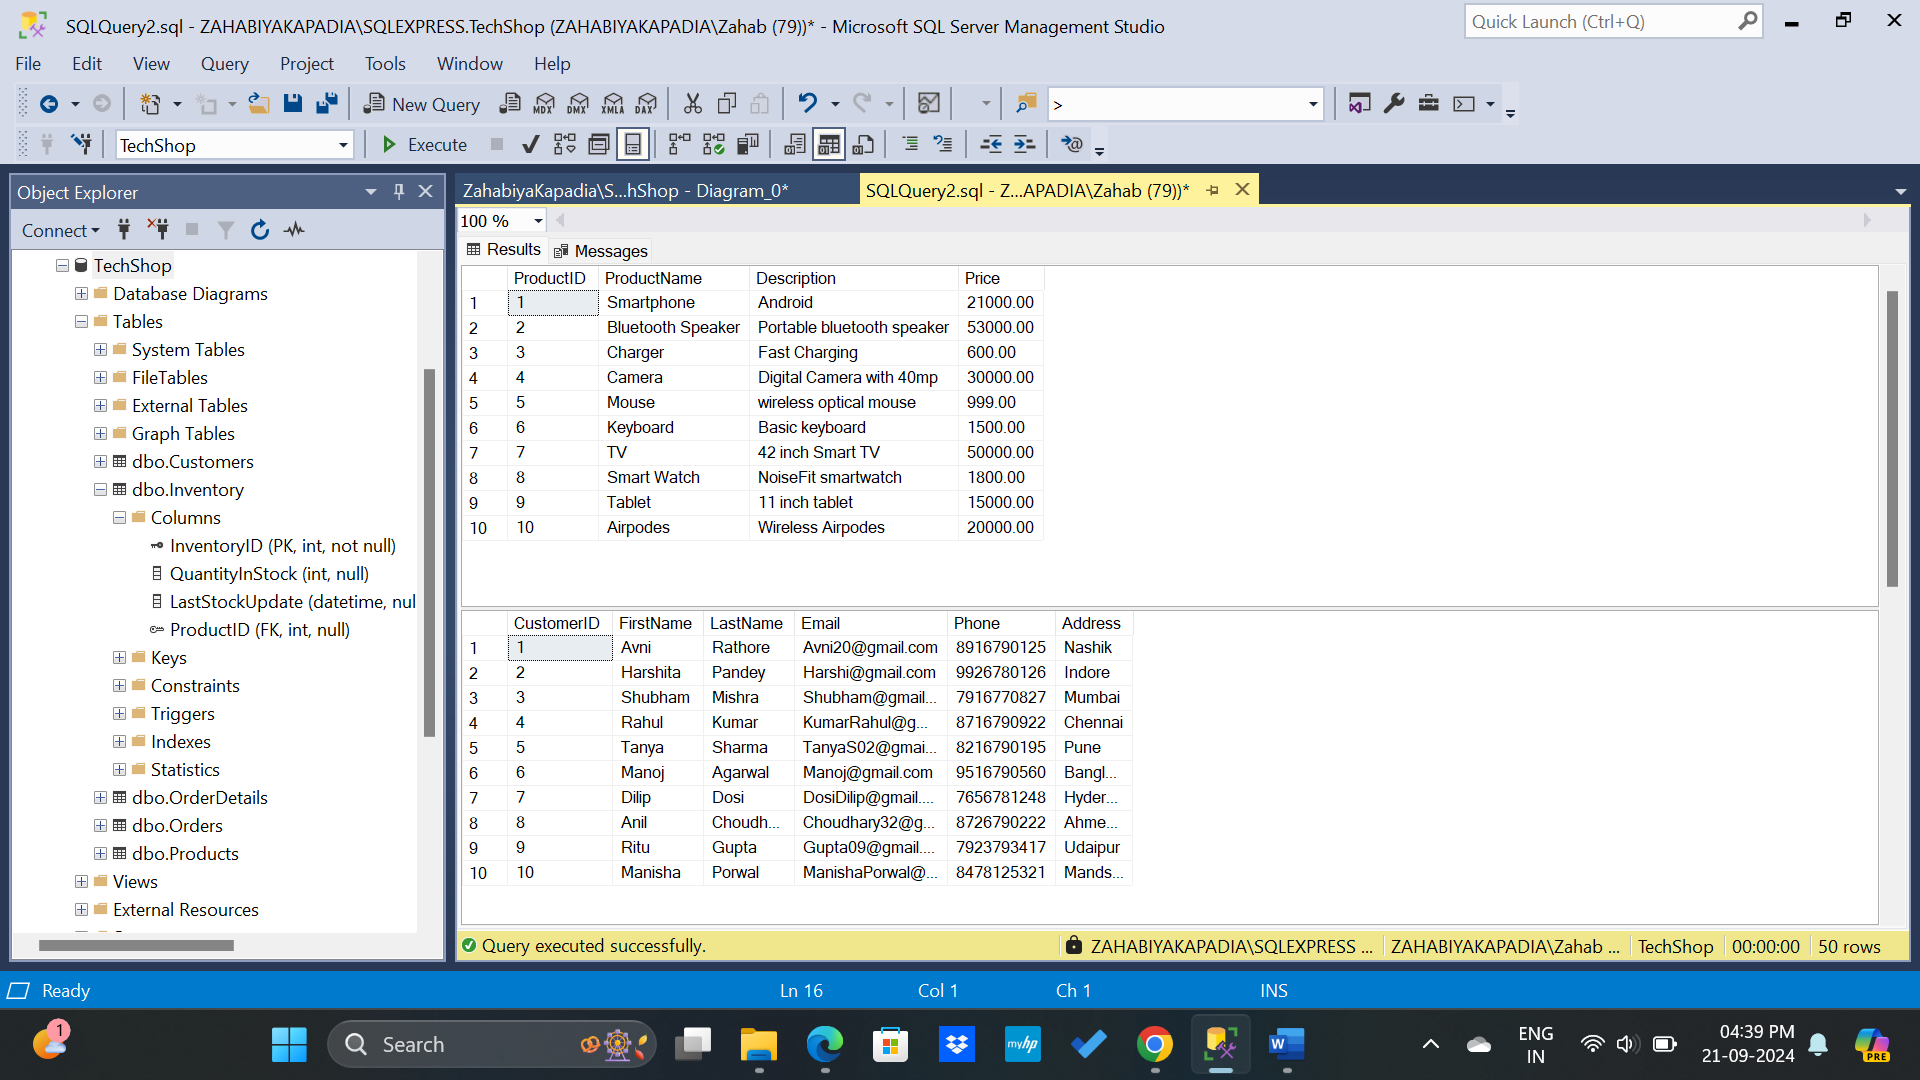 SQLQuery2.sql - ZAHABIYAKAPADIA\SQLEXPRESS.TechShop (ZAHABIYAKAPADIA\Zahab (79))* - Microsoft SQL Server Management Studio
Quick Launch (Ctrl+Q)
File Edit View Query Project Tools Window Help
New Query MDX DMX XMLA DAX >
TechShop Execute
Object Explorer
ZahabiyaKapadia\S...hShop - Diagram_0* SQLQuery2.sql - Z...APADIA\Zahab (79))*
Connect
100 %
Results Messages
TechShop
Database Diagrams
Tables
System Tables
FileTables
External Tables
Graph Tables
dbo.Customers
dbo.Inventory
Columns
InventoryID (PK, int, not null)
QuantityInStock (int, null)
LastStockUpdate (datetime, nul
ProductID (FK, int, null)
Keys
Constraints
Triggers
Indexes
Statistics
dbo.OrderDetails
dbo.Orders
dbo.Products
Views
External Resources
ProductID ProductName Description Price
1 1 Smartphone Android 21000.00
2 2 Bluetooth Speaker Portable bluetooth speaker 53000.00
3 3 Charger Fast Charging 600.00
4 4 Camera Digital Camera with 40mp 30000.00
5 5 Mouse wireless optical mouse 999.00
6 6 Keyboard Basic keyboard 1500.00
7 7 TV 42 inch Smart TV 50000.00
8 8 Smart Watch NoiseFit smartwatch 1800.00
9 9 Tablet 11 inch tablet 15000.00
10 10 Airpodes Wireless Airpodes 20000.00
CustomerID FirstName LastName Email Phone Address
1 1 Avni Rathore Avni20@gmail.com 8916790125 Nashik
2 2 Harshita Pandey Harshi@gmail.com 9926780126 Indore
3 3 Shubham Mishra Shubham@gmail... 7916770827 Mumbai
4 4 Rahul Kumar KumarRahul@g... 8716790922 Chennai
5 5 Tanya Sharma TanyaS02@gmai... 8216790195 Pune
6 6 Manoj Agarwal Manoj@gmail.com 9516790560 Bangl...
7 7 Dilip Dosi DosiDilip@gmail.... 7656781248 Hyder...
8 8 Anil Choudh... Choudhary32@g... 8726790222 Ahme...
9 9 Ritu Gupta Gupta09@gmail.... 7923793417 Udaipur
10 10 Manisha Porwal ManishaPorwal@... 8478125321 Mands...
Query executed successfully. ZAHABIYAKAPADIA\SQLEXPRESS ... ZAHABIYAKAPADIA\Zahab ... TechShop 00:00:00 50 rows
Ready Ln 16 Col 1 Ch 1 INS
1 Search myhp W ENG IN 04:39 PM 21-09-2024 PRE